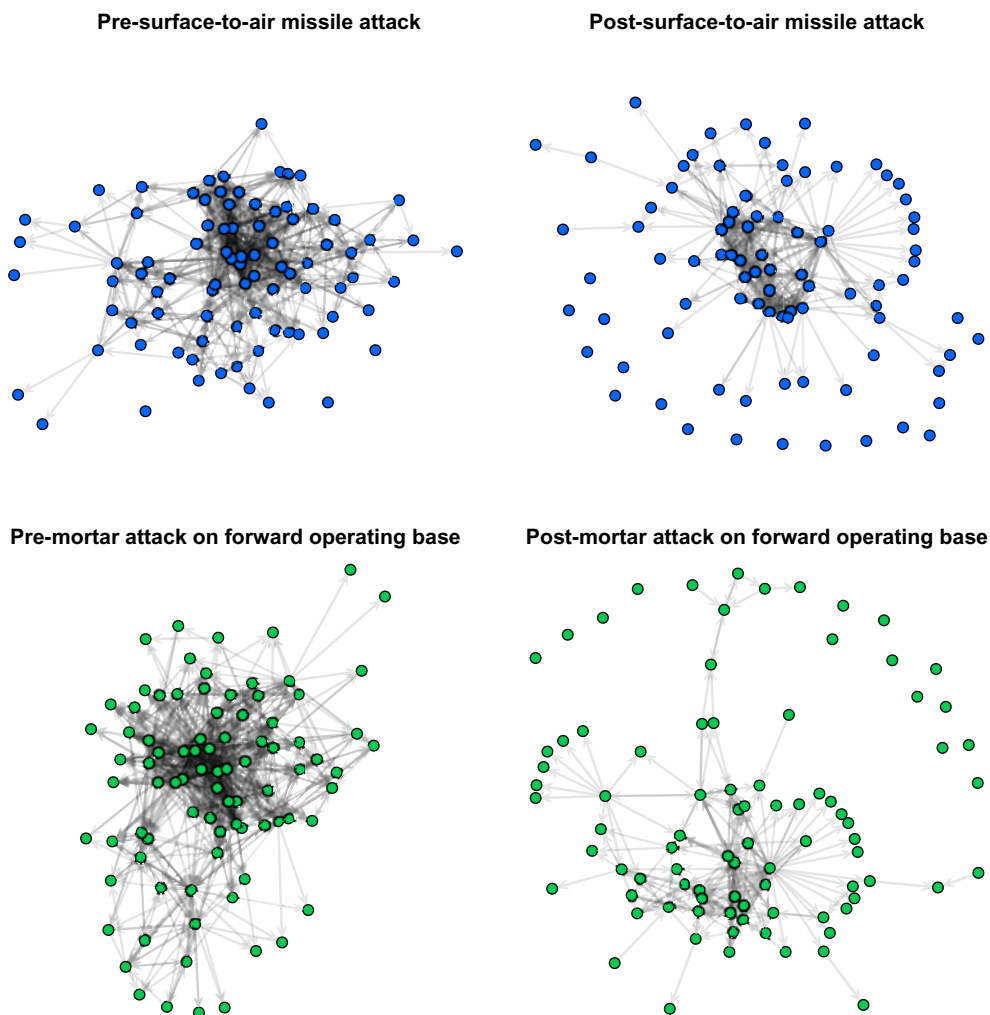 Pre-surface-to-air missile attack
Post-surface-to-air missile attack
Pre-mortar attack on forward operating base
Post-mortar attack on forward operating base